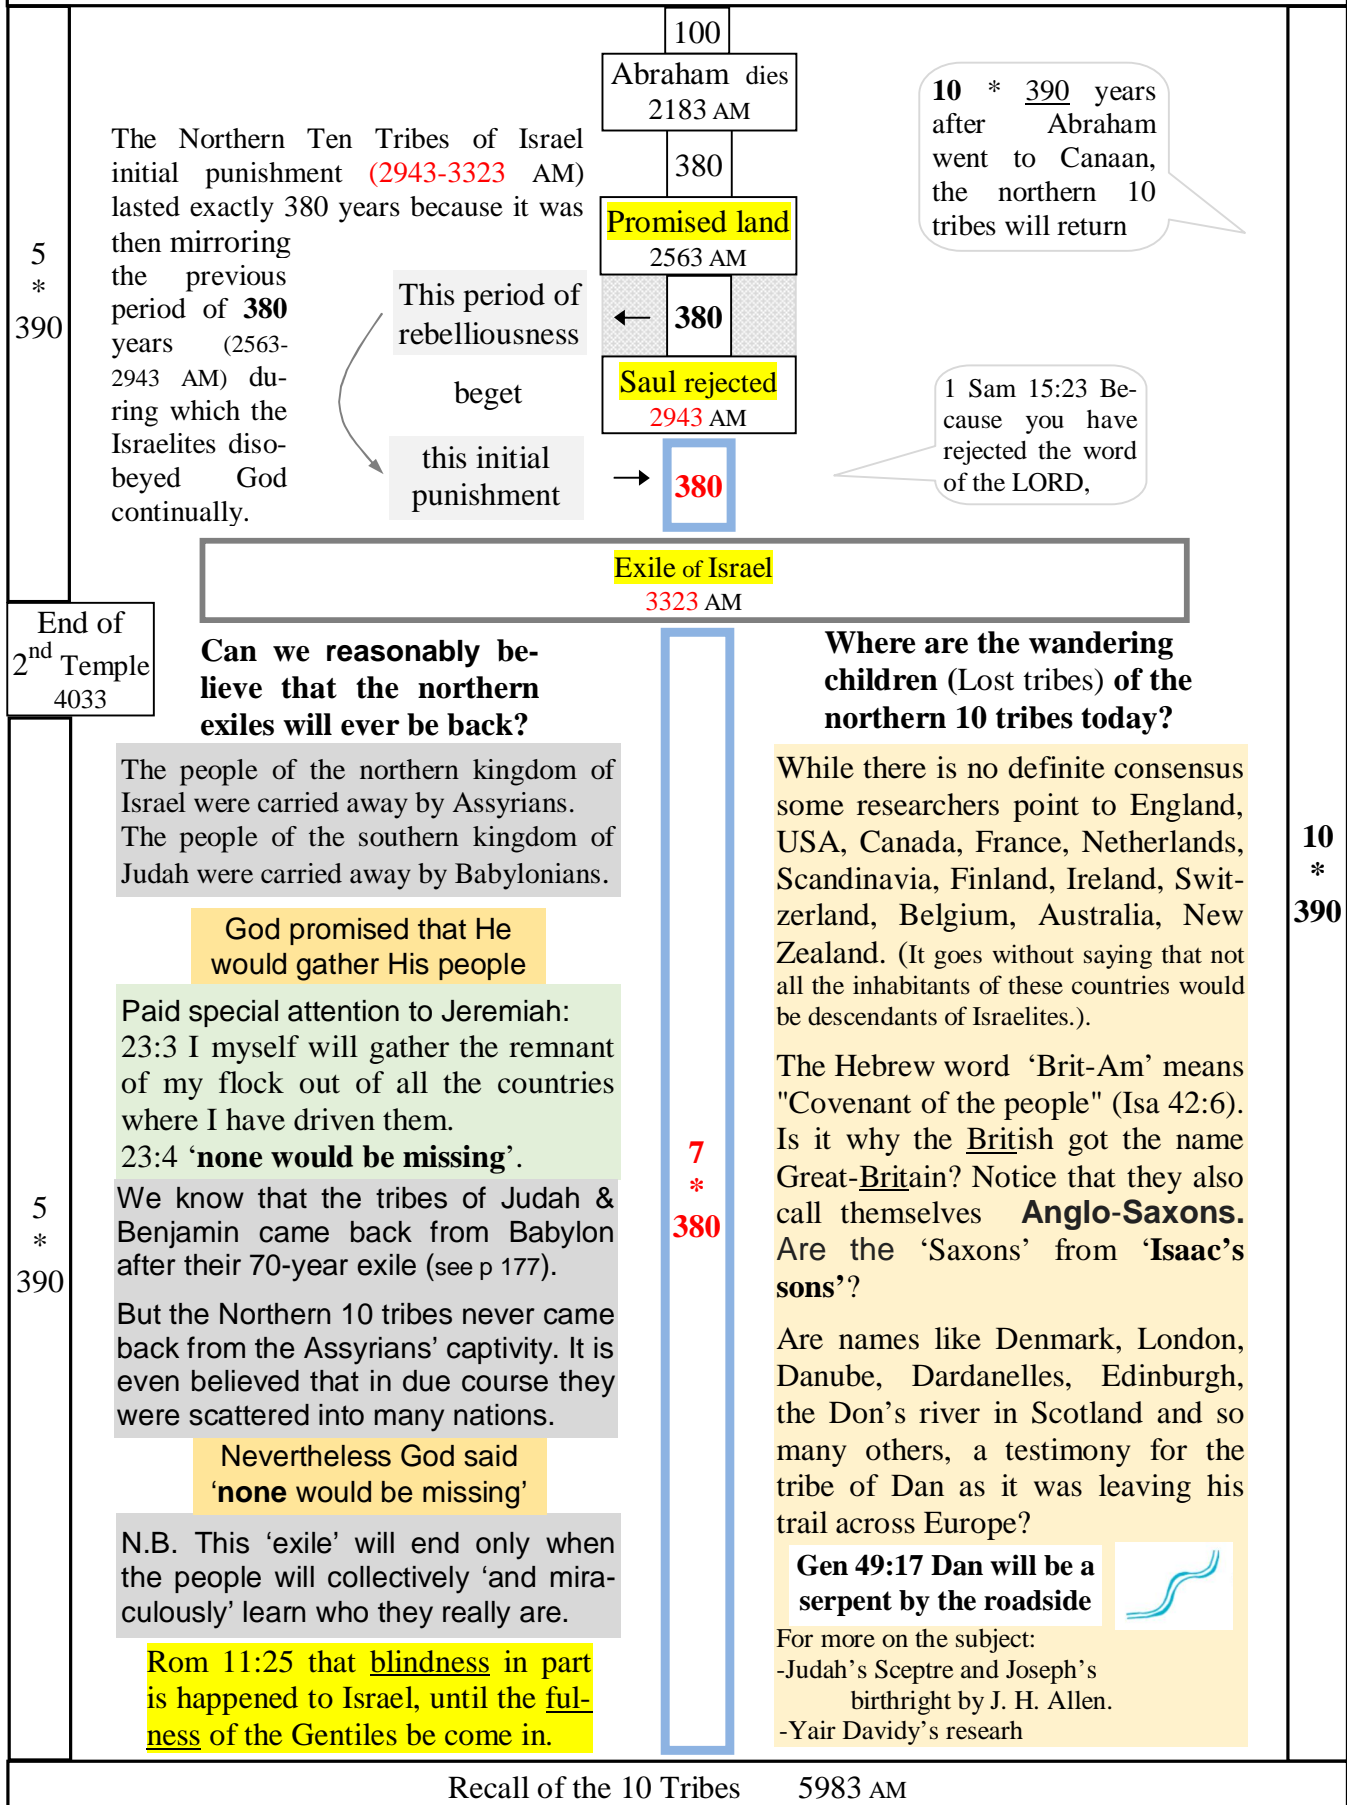 100
Abraham dies
2183 AM
380
Promised land
2563 AM
380
Saul rejected
2943 AM
380
10 * 390 years
after Abraham
went to Canaan,
the northern 10
tribes will return
The Northern Ten Tribes of Israel
initial punishment (2943-3323 AM)
lasted exactly 380 years because it was
then mirroring
the previous
period of 380
years (2563-
2943 AM) du-
ring which the
Israelites diso-
beyed God
continually.
This period of
rebelliousness
beget
this initial
punishment
1 Sam 15:23 Be-
cause you have
rejected the word
of the LORD,
5
*
390
Exile of Israel
3323 AM
End of
2nd Temple
4033
Can we reasonably be-
lieve that the northern
exiles will ever be back?
The people of the northern kingdom of
Israel were carried away by Assyrians.
The people of the southern kingdom of
Judah were carried away by Babylonians.
God promised that He
would gather His people
Paid special attention to Jeremiah:
23:3 I myself will gather the remnant
of my flock out of all the countries
where I have driven them.
23:4 ‘none would be missing’.
We know that the tribes of Judah &
Benjamin came back from Babylon
after their 70-year exile (see p 177).
But the Northern 10 tribes never came
back from the Assyrians’ captivity. It is
even believed that in due course they
were scattered into many nations.
Nevertheless God said
‘none would be missing’
N.B. This ‘exile’ will end only when
the people will collectively ‘and mira-
culously’ learn who they really are.
Rom 11:25 that blindness in part
is happened to Israel, until the ful-
ness of the Gentiles be come in.
5
*
390
7
*
380
Where are the wandering
children (Lost tribes) of the
northern 10 tribes today?
While there is no definite consensus
some researchers point to England,
USA, Canada, France, Netherlands,
Scandinavia, Finland, Ireland, Swit-
zerland, Belgium, Australia, New
Zealand. (It goes without saying that not
all the inhabitants of these countries would
be descendants of Israelites.).
The Hebrew word ‘Brit-Am’ means
"Covenant of the people" (Isa 42:6).
Is it why the British got the name
Great-Britain? Notice that they also
call themselves Anglo-Saxons.
Are the ‘Saxons’ from ‘Isaac’s
sons’?
Are names like Denmark, London,
Danube, Dardanelles, Edinburgh,
the Don’s river in Scotland and so
many others, a testimony for the
tribe of Dan as it was leaving his
trail across Europe?
Gen 49:17 Dan will be a
serpent by the roadside
For more on the subject:
-Judah’s Sceptre and Joseph’s
birthright by J. H. Allen.
-Yair Davidy’s researh
10
*
390
Recall of the 10 Tribes 5983 AM